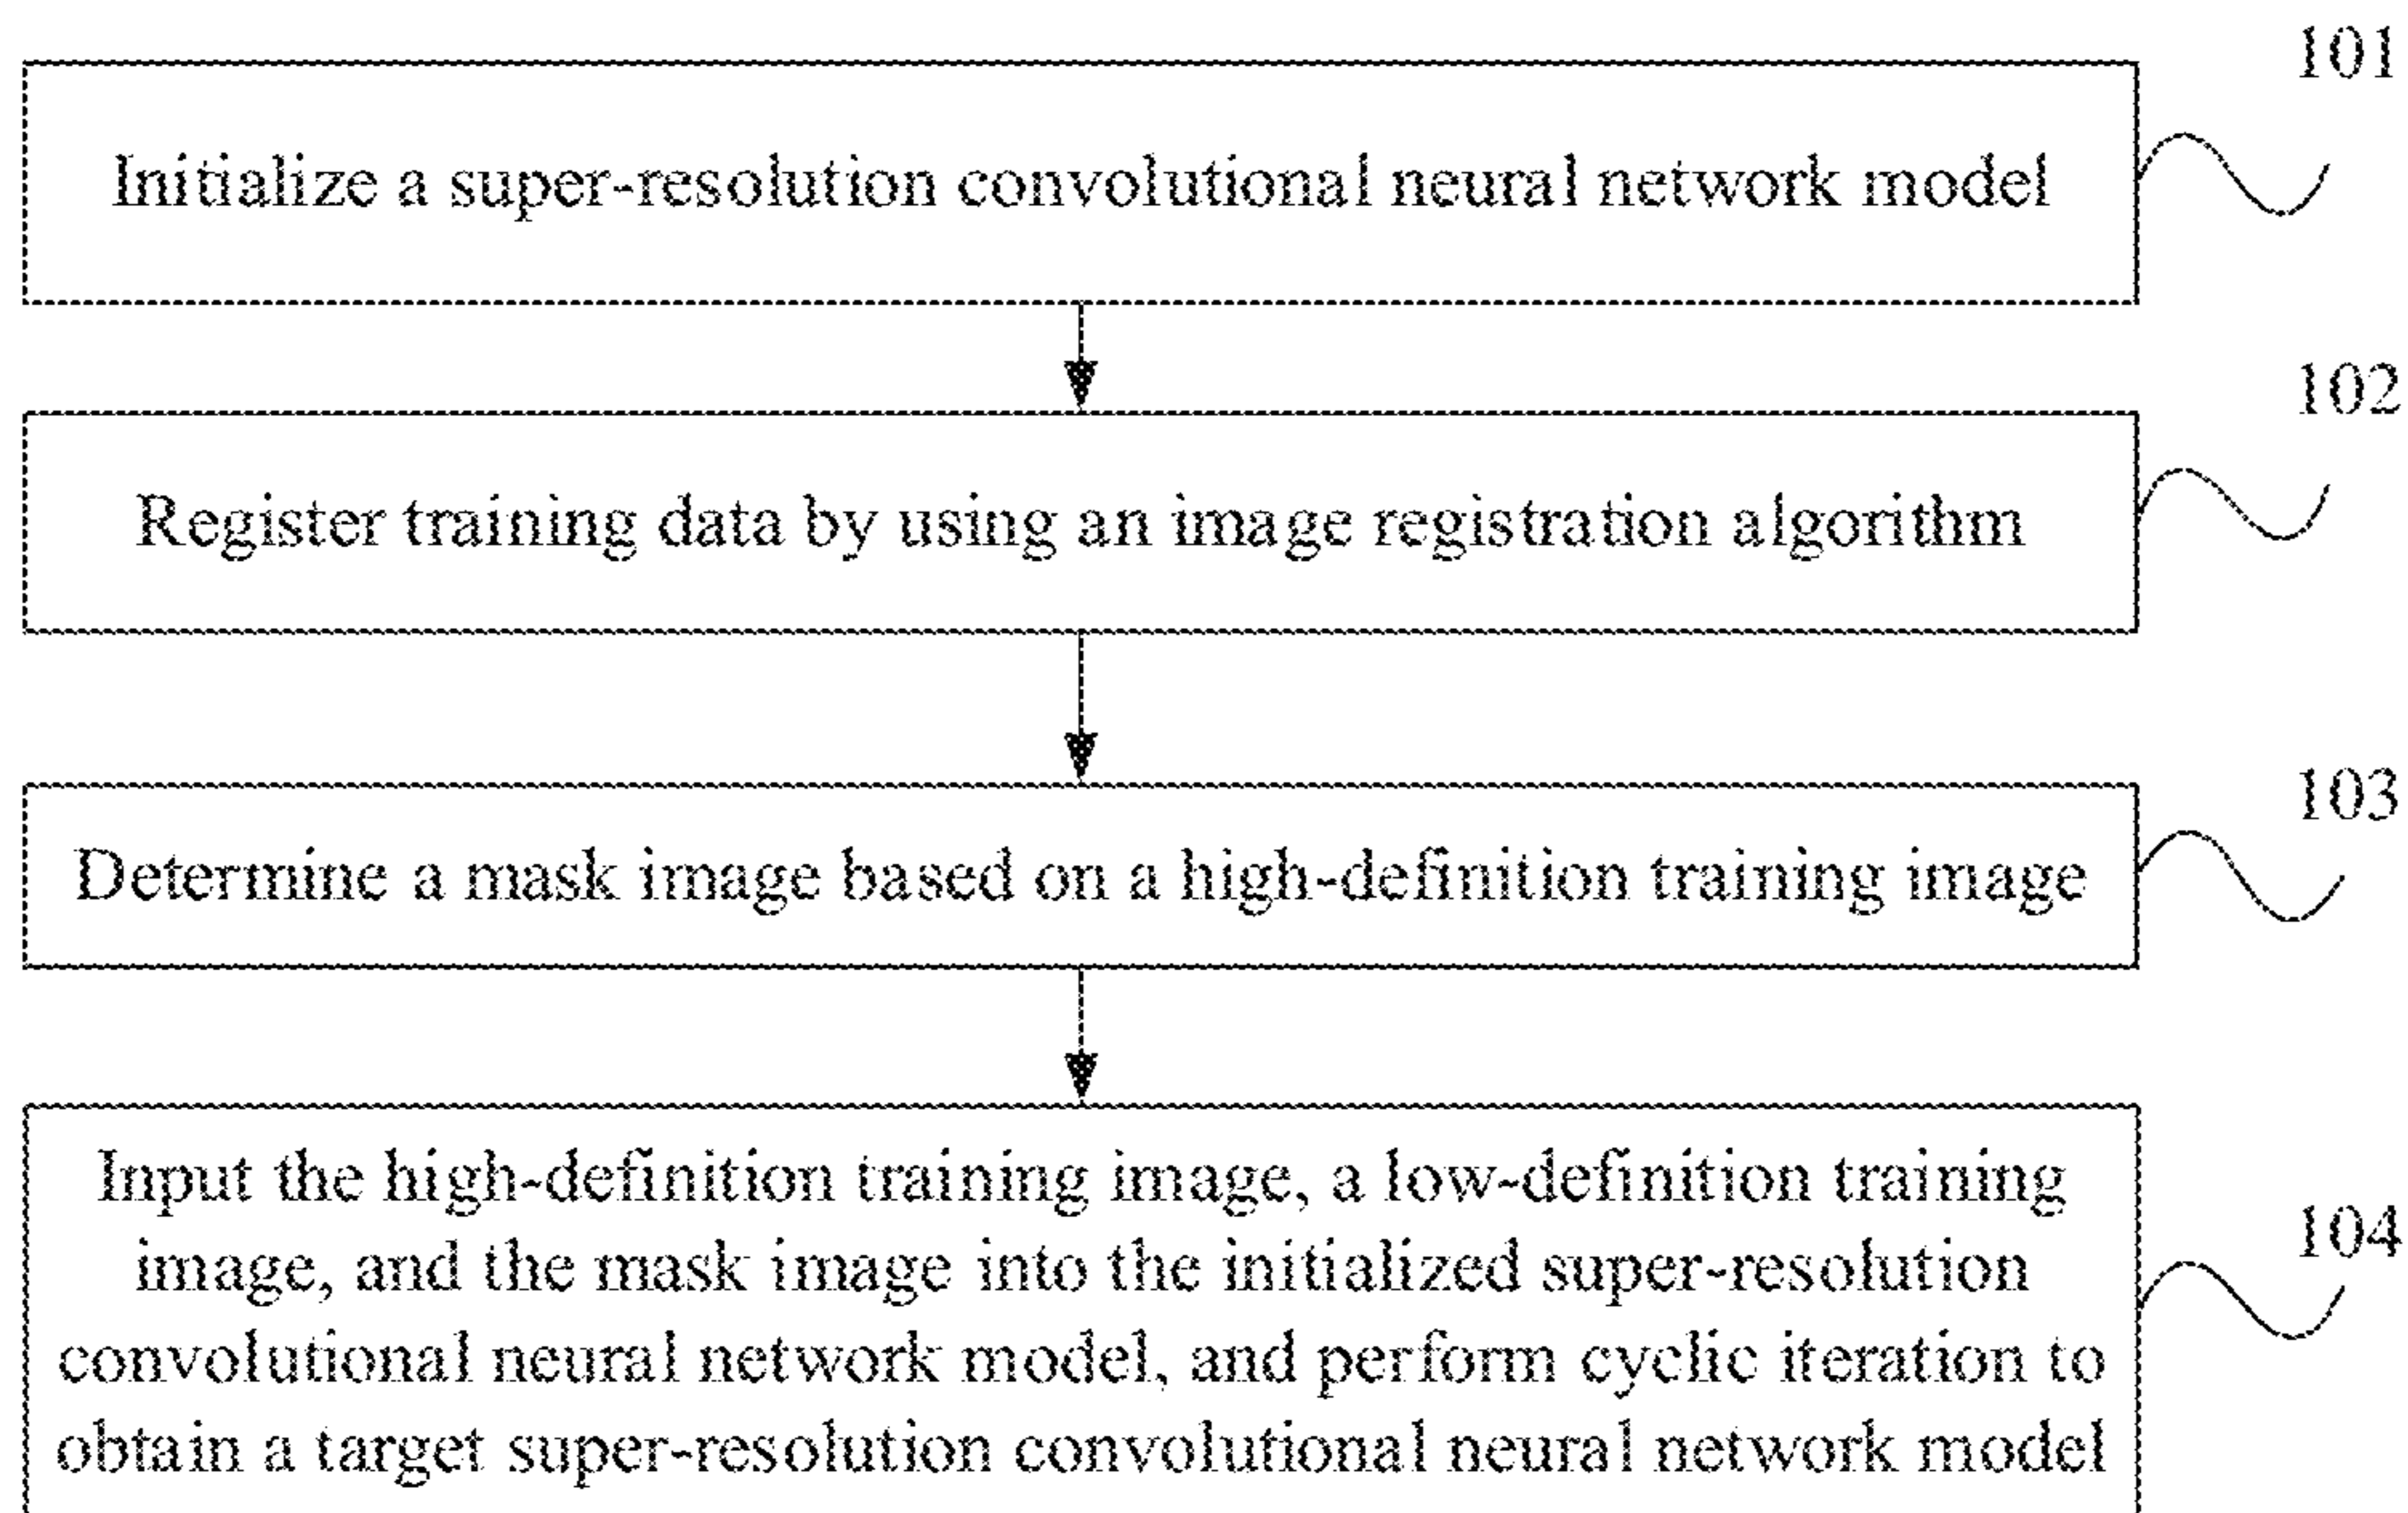 101
Initialize a super-resolution convolutional neural network model
102
Register training data by using an image registration algorithm
103
Determine a mask image based on a high-definition training image
104
Input the high-definition training image, a low-definition training
image, and the mask image into the initialized super-resolution
convolutional neural network model, and perform cyclic iteration to
obtain a target super-resolution convolutional neural network model